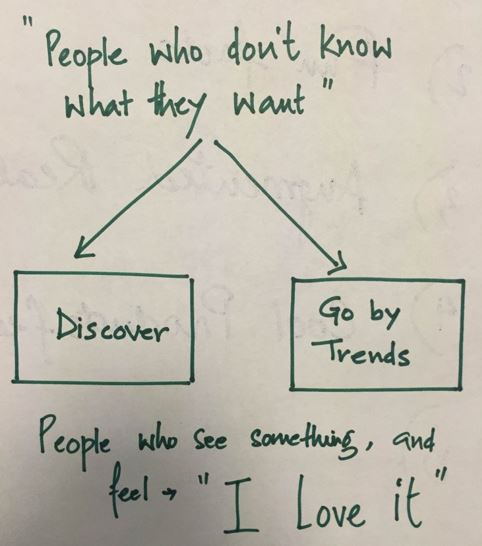 "People who don't know
what they want"
Discover
Go by
Trends
People who see something, and
feel → "I Love it"